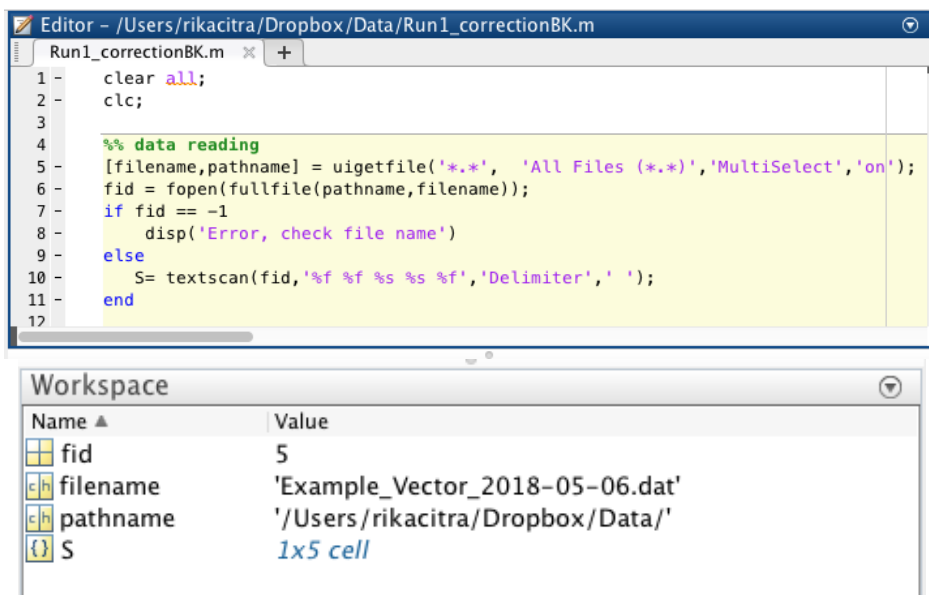 Editor - /Users/rikacitra/Dropbox/Data/Run1_correctionBK.m
Run1_correctionBK.m × +
1 - clear all;
2 - clc;
3
4 %% data reading
5 - [filename,pathname] = uigetfile('*.*', 'All Files (*.*)','MultiSelect','on');
6 - fid = fopen(fullfile(pathname,filename));
7 - if fid == -1
8 - disp('Error, check file name')
9 - else
10 - S= textscan(fid,'%f %f %s %s %f','Delimiter',' ');
11 - end
12
Workspace
Name ▲ Value
fid 5
ch filename 'Example_Vector_2018-05-06.dat'
ch pathname '/Users/rikacitra/Dropbox/Data/'
{} S 1x5 cell